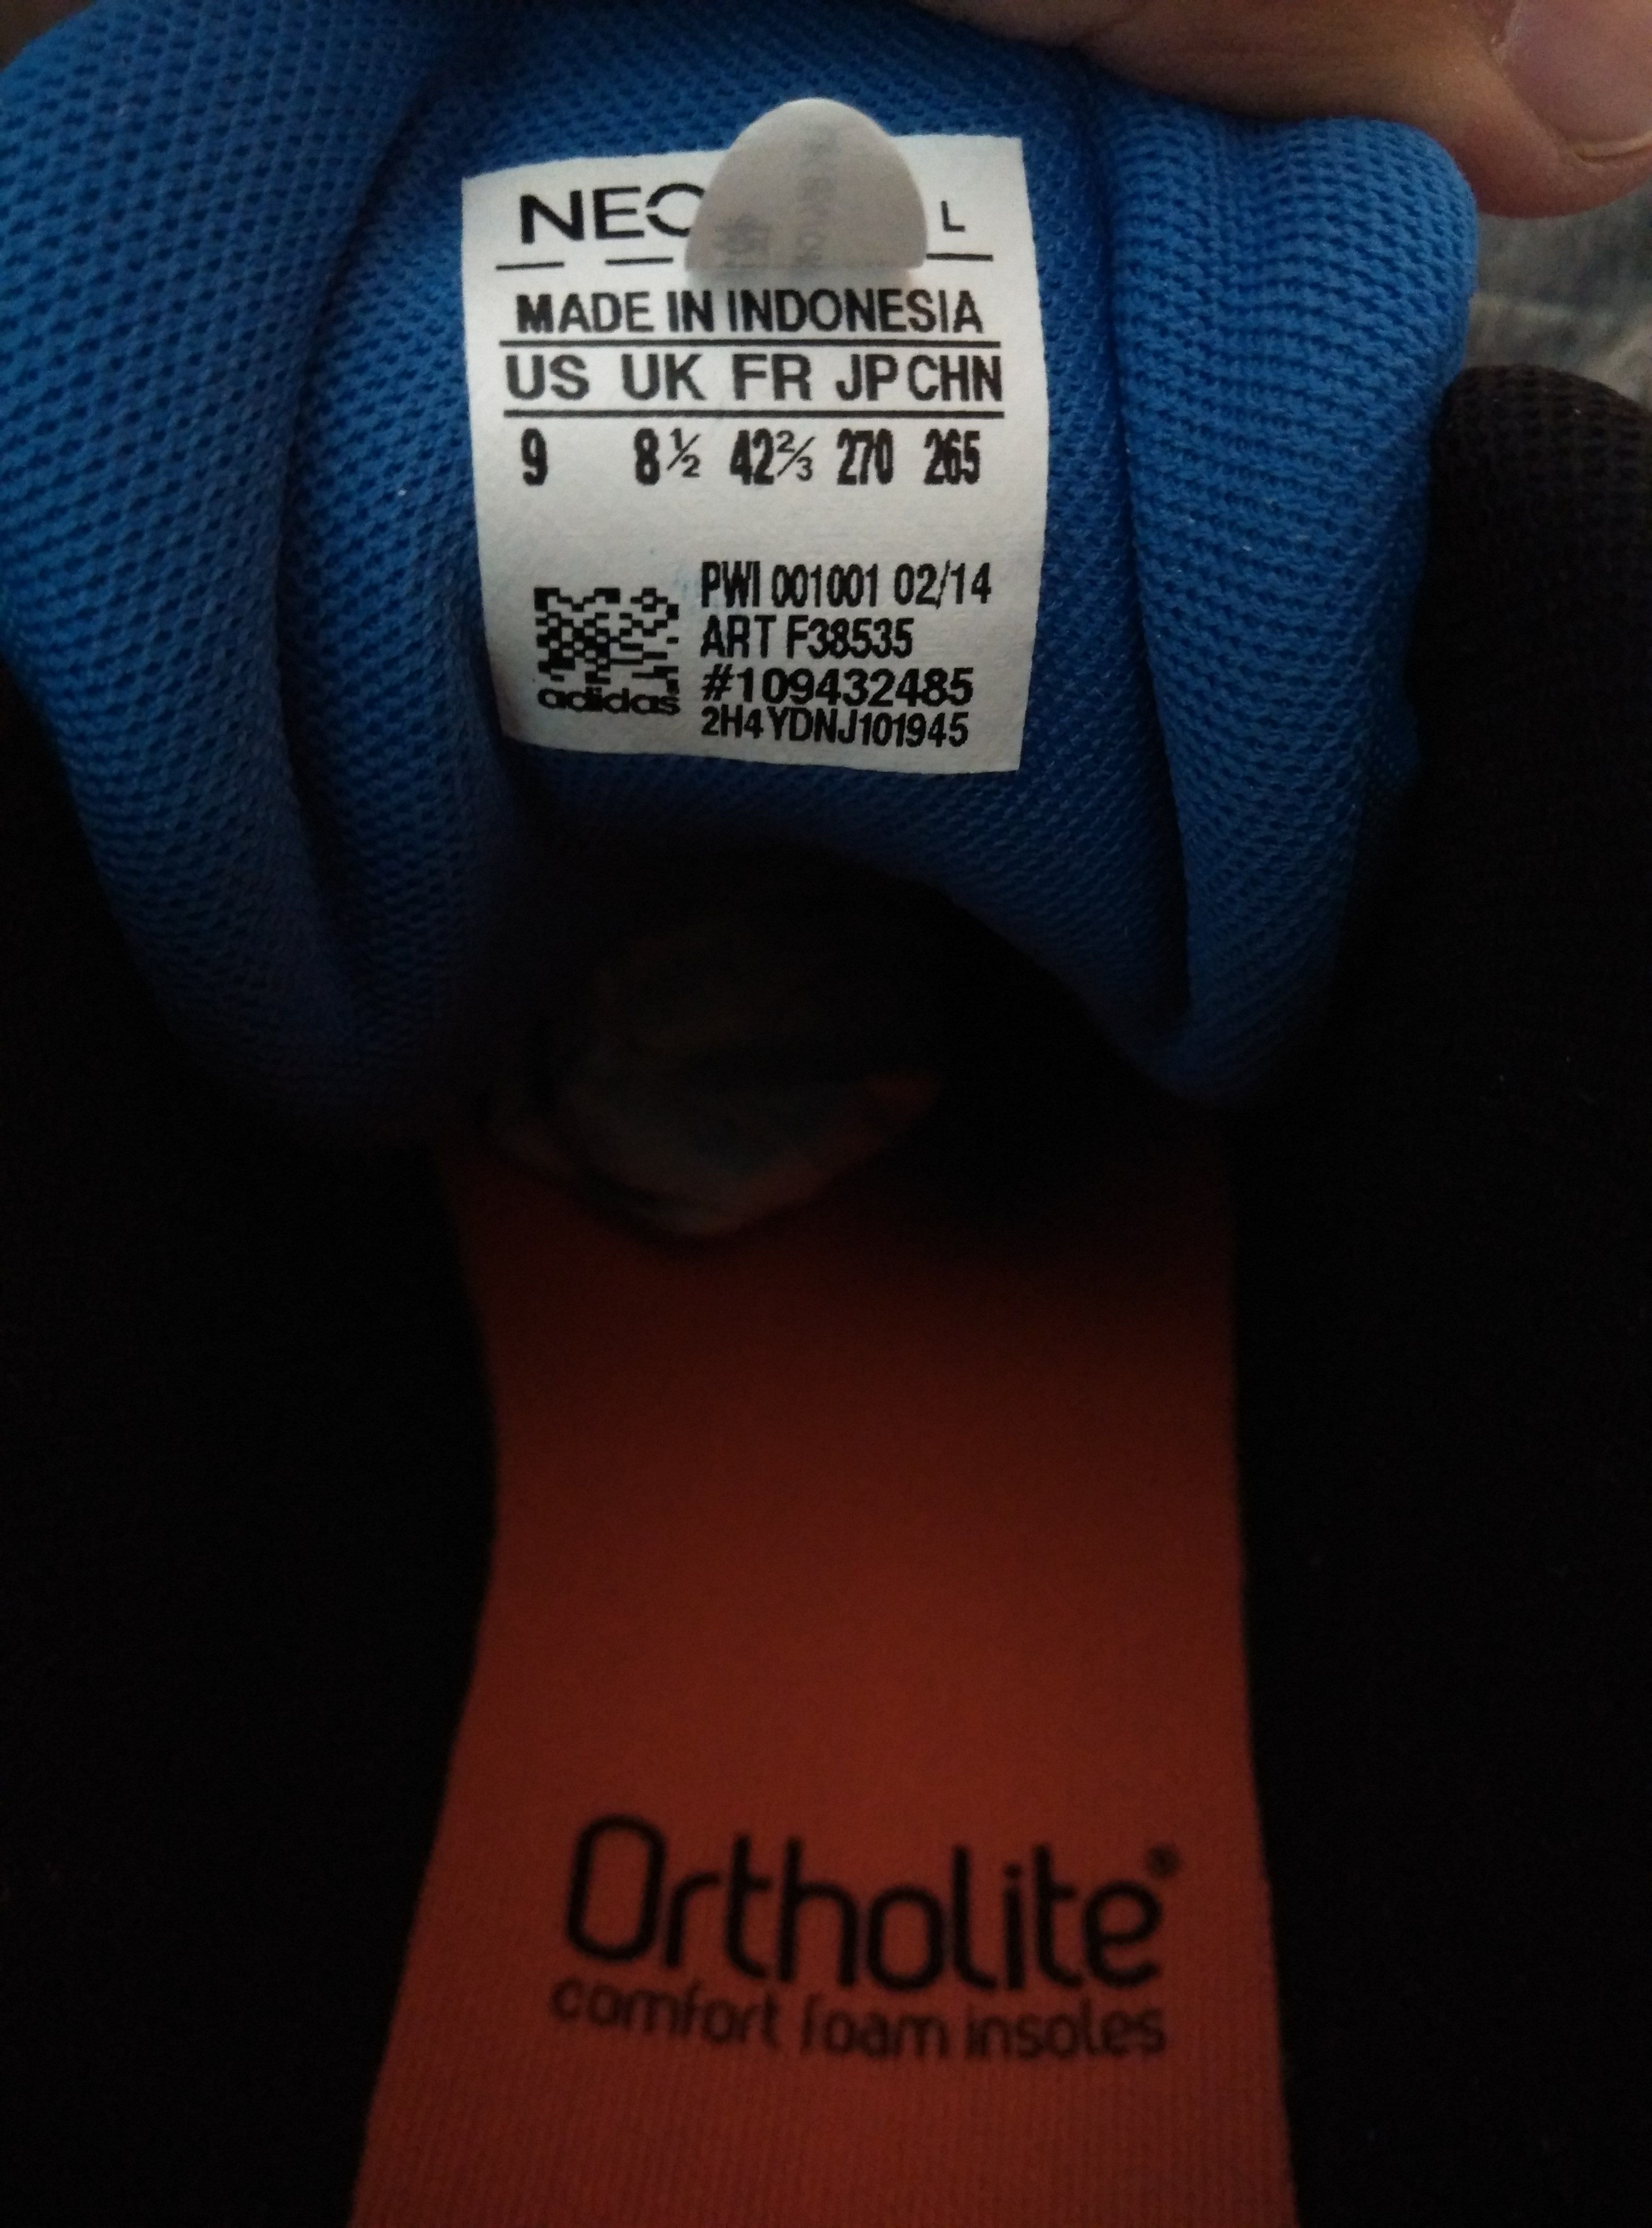 NEO L
MADE IN INDONESIA
US UK FR JP CHN
9 8½ 42⅔ 270 265
PWI 001001 02/14
ART F38535
#109432485
adidas
2H4YDNJ101945
Ortholite®
comfort foam insoles